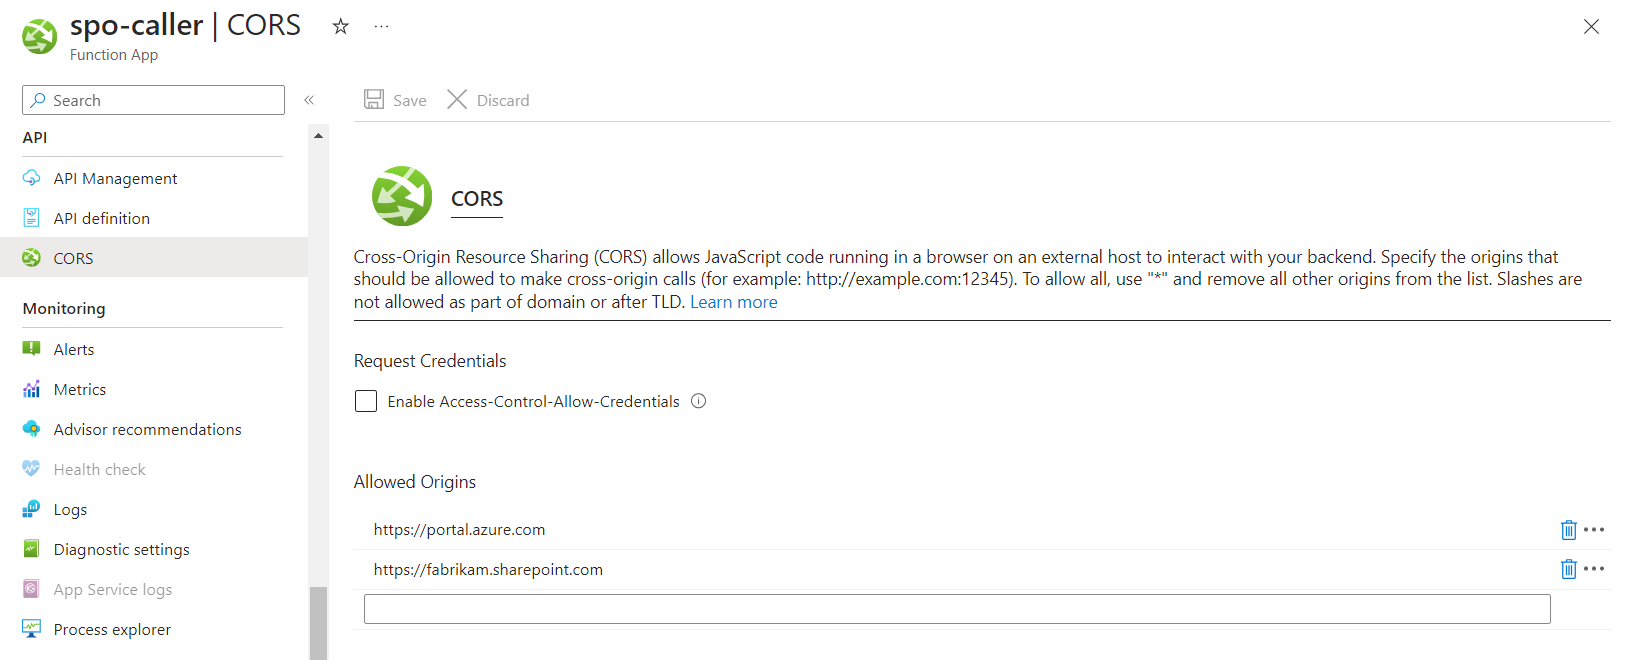 spo-caller | CORS
Function App
Search
API
API Management
API definition
CORS
Monitoring
Alerts
Metrics
Advisor recommendations
Health check
Logs
Diagnostic settings
App Service logs
Process explorer
Save Discard
CORS
Cross-Origin Resource Sharing (CORS) allows JavaScript code running in a browser on an external host to interact with your backend. Specify the origins that
should be allowed to make cross-origin calls (for example: http://example.com:12345). To allow all, use "*" and remove all other origins from the list. Slashes are
not allowed as part of domain or after TLD. Learn more
Request Credentials
Enable Access-Control-Allow-Credentials
Allowed Origins
https://portal.azure.com
https://fabrikam.sharepoint.com